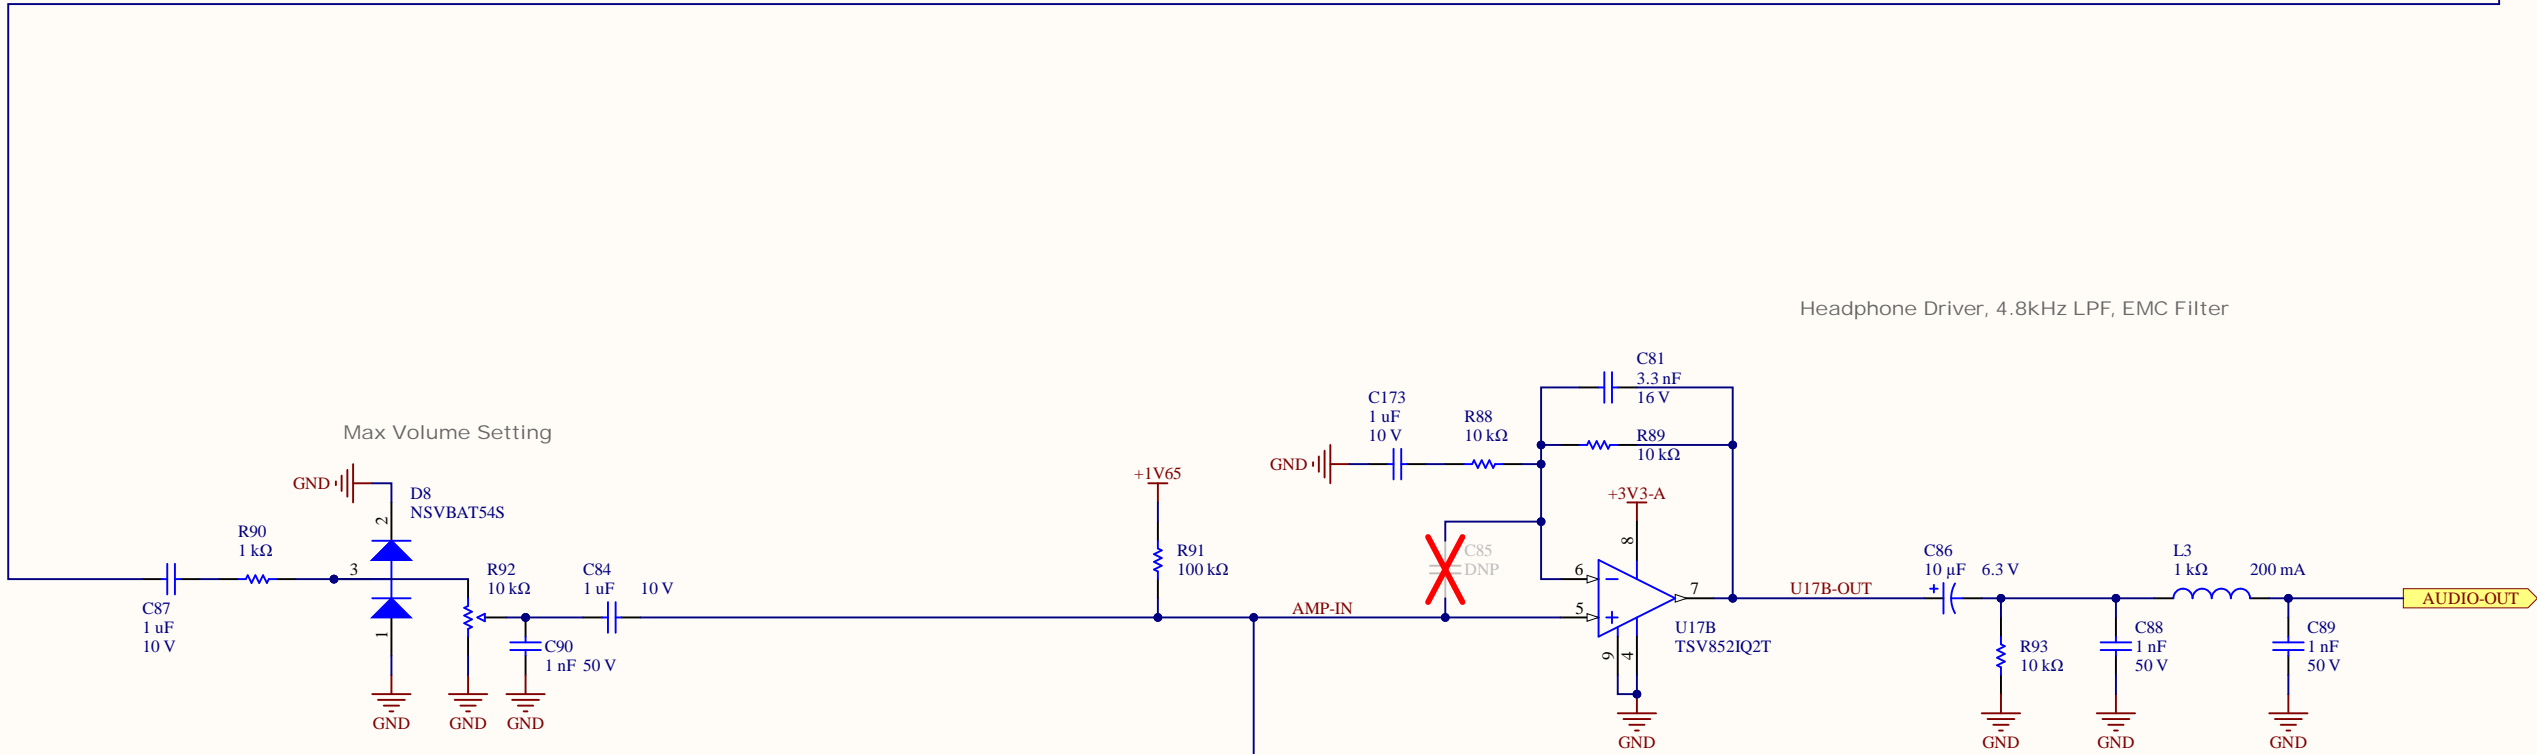 Headphone Driver, 4.8kHz LPF, EMC Filter
C81
3.3 nF
16 V
C173
1 uF
10 V
R88
10 kΩ
R89
10 kΩ
GND
Max Volume Setting
GND
D8
NSVBAT54S
2
3
1
R90
1 kΩ
C87
1 uF
10 V
R92
10 kΩ
C84
1 uF 10 V
C90
1 nF 50 V
GND
GND
GND
+1V65
R91
100 kΩ
AMP-IN
C85
DNP
+3V3-A
8
6
5
7
9
4
U17B
TSV852IQ2T
GND
U17B-OUT
C86
10 µF 6.3 V
+
R93
10 kΩ
GND
C88
1 nF
50 V
GND
L3
1 kΩ 200 mA
C89
1 nF
50 V
GND
AUDIO-OUT